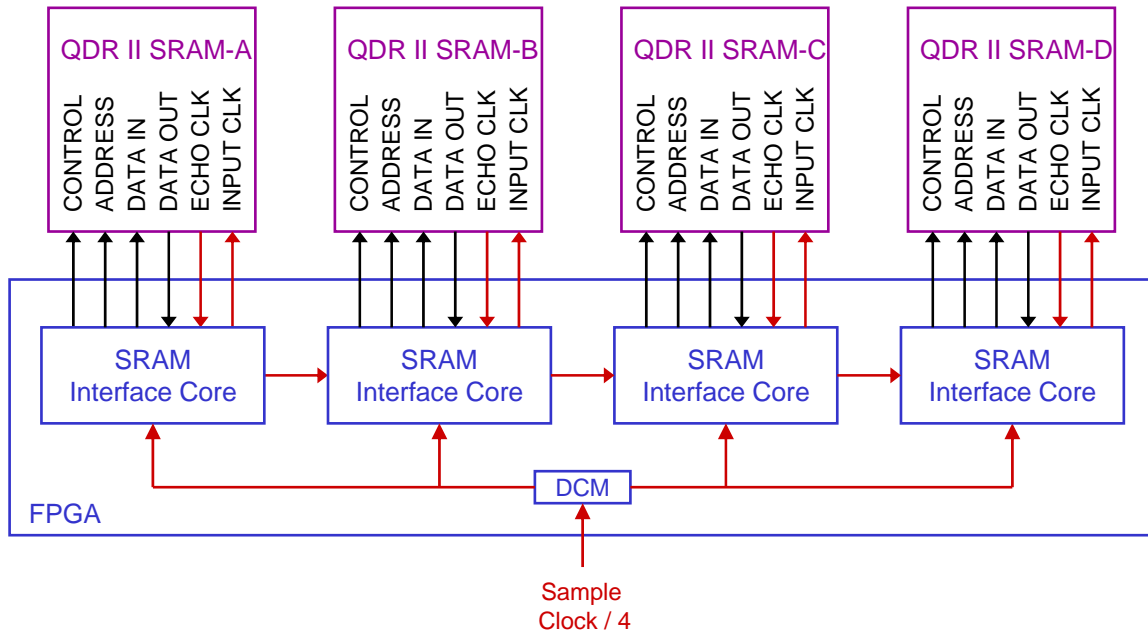 QDR II SRAM-A
CONTROL
ADDRESS
DATA IN
DATA OUT
ECHO CLK
INPUT CLK
QDR II SRAM-B
CONTROL
ADDRESS
DATA IN
DATA OUT
ECHO CLK
INPUT CLK
QDR II SRAM-C
CONTROL
ADDRESS
DATA IN
DATA OUT
ECHO CLK
INPUT CLK
QDR II SRAM-D
CONTROL
ADDRESS
DATA IN
DATA OUT
ECHO CLK
INPUT CLK
SRAM
Interface Core
SRAM
Interface Core
SRAM
Interface Core
SRAM
Interface Core
DCM
FPGA
Sample
Clock / 4